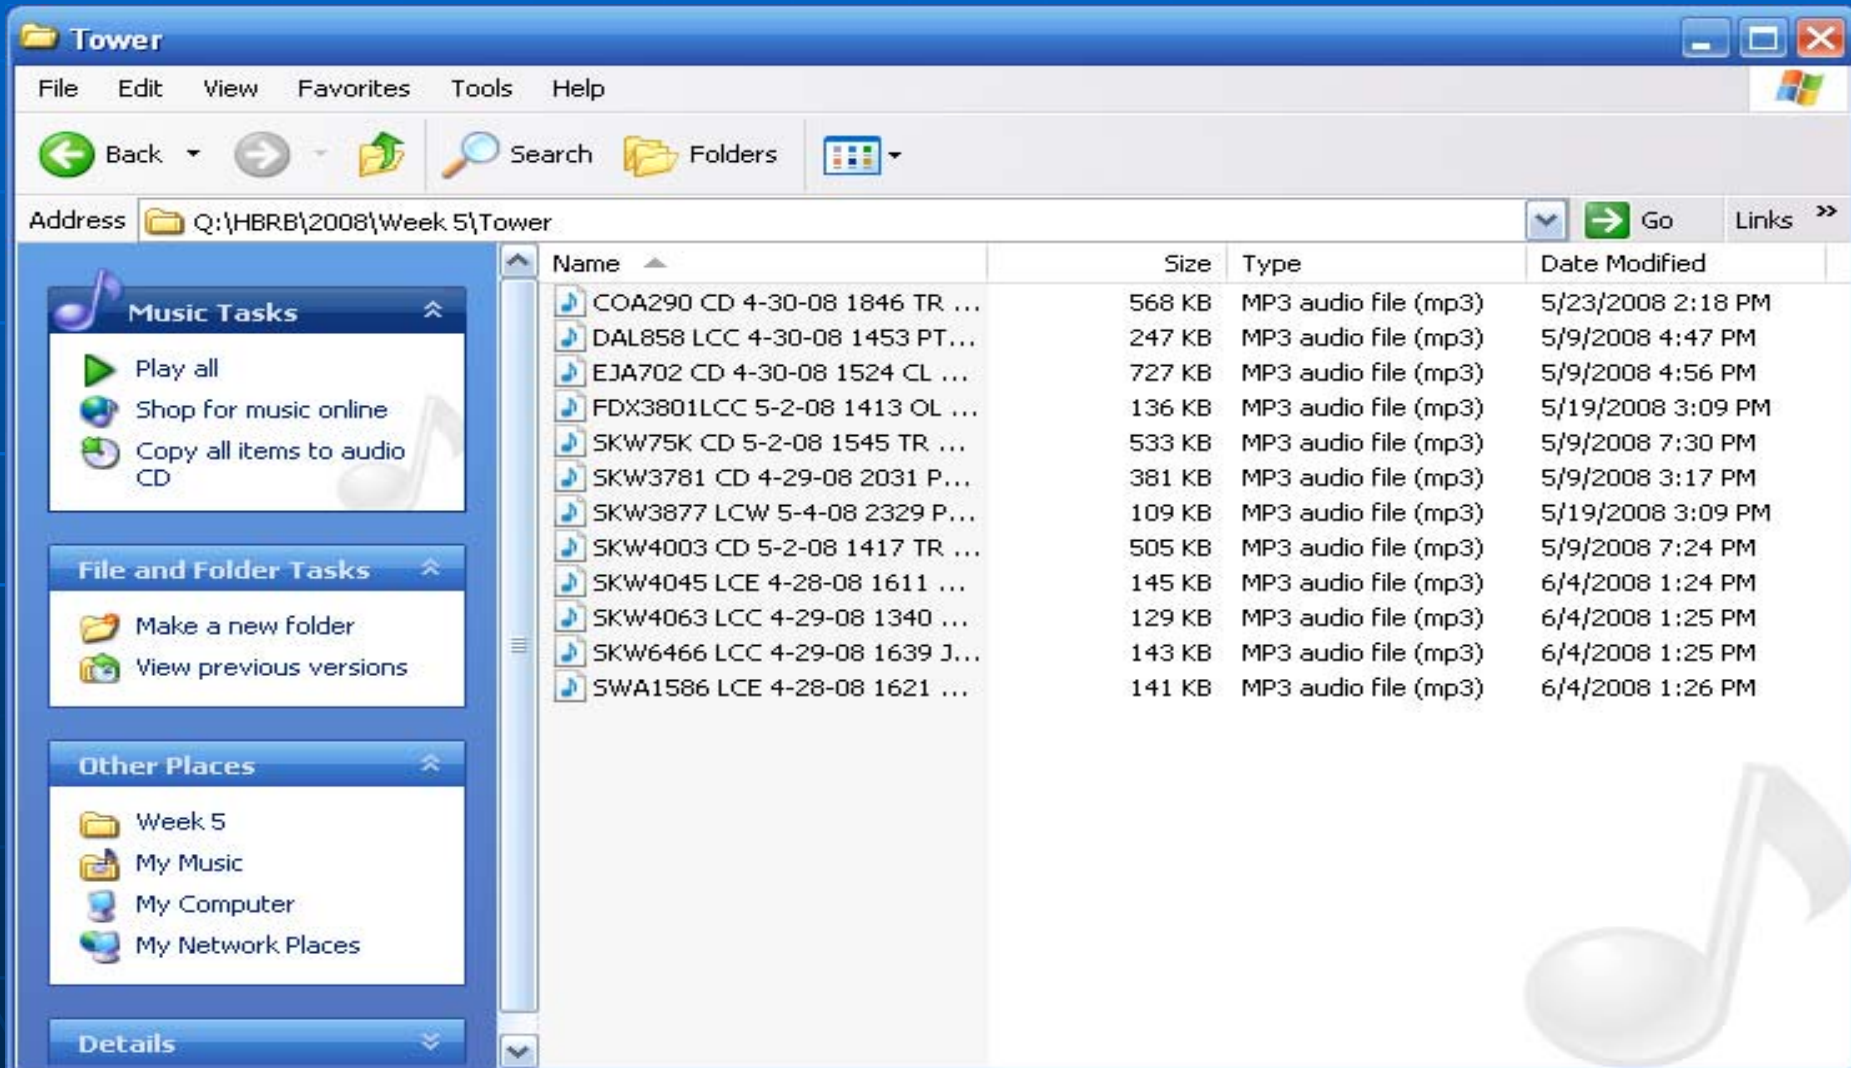 Tower
File Edit View Favorites Tools Help
Back Search Folders
Address Q:\HBRB\2008\Week 5\Tower Go Links »
Music Tasks
Play all
Shop for music online
Copy all items to audio
CD
File and Folder Tasks
Make a new folder
View previous versions
Other Places
Week 5
My Music
My Computer
My Network Places
Details
Name Size Type Date Modified
COA290 CD 4-30-08 1846 TR ... 568 KB MP3 audio file (mp3) 5/23/2008 2:18 PM
DAL858 LCC 4-30-08 1453 PT... 247 KB MP3 audio file (mp3) 5/9/2008 4:47 PM
EJA702 CD 4-30-08 1524 CL ... 727 KB MP3 audio file (mp3) 5/9/2008 4:56 PM
FDX3801LCC 5-2-08 1413 OL ... 136 KB MP3 audio file (mp3) 5/19/2008 3:09 PM
SKW75K CD 5-2-08 1545 TR ... 533 KB MP3 audio file (mp3) 5/9/2008 7:30 PM
SKW3781 CD 4-29-08 2031 P... 381 KB MP3 audio file (mp3) 5/9/2008 3:17 PM
SKW3877 LCW 5-4-08 2329 P... 109 KB MP3 audio file (mp3) 5/19/2008 3:09 PM
SKW4003 CD 5-2-08 1417 TR ... 505 KB MP3 audio file (mp3) 5/9/2008 7:24 PM
SKW4045 LCE 4-28-08 1611 ... 145 KB MP3 audio file (mp3) 6/4/2008 1:24 PM
SKW4063 LCC 4-29-08 1340 ... 129 KB MP3 audio file (mp3) 6/4/2008 1:25 PM
SKW6466 LCC 4-29-08 1639 J... 143 KB MP3 audio file (mp3) 6/4/2008 1:25 PM
SWA1586 LCE 4-28-08 1621 ... 141 KB MP3 audio file (mp3) 6/4/2008 1:26 PM